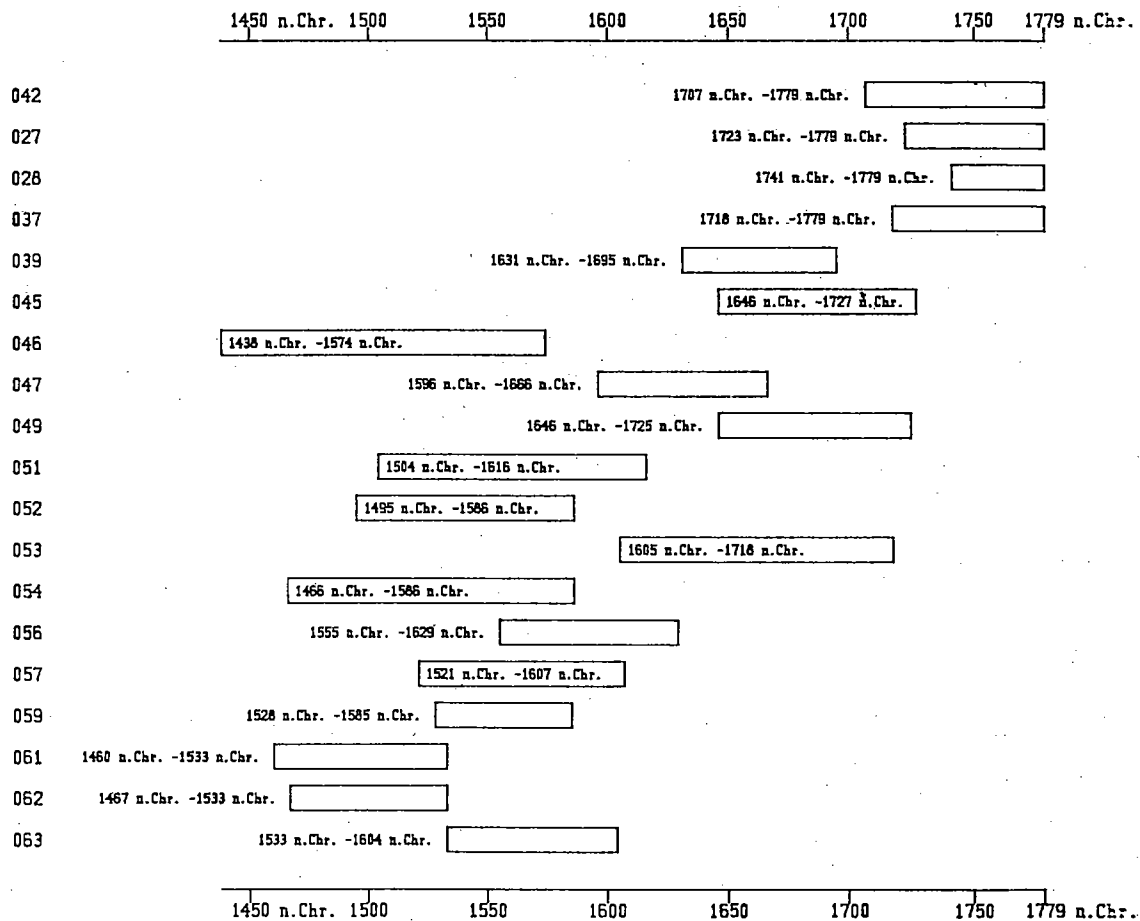 1450 n.Chr. 1500 1550 1600 1650 1700 1750 1779 n.Chr.
042 1707 n.Chr. -1779 n.Chr.
027 1723 n.Chr. -1779 n.Chr.
028 1741 n.Chr. -1779 n.Chr.
037 1718 n.Chr. -1779 n.Chr.
039 1631 n.Chr. -1695 n.Chr.
045 1646 n.Chr. -1727 n.Chr.
046 1438 n.Chr. -1574 n.Chr.
047 1596 n.Chr. -1666 n.Chr.
049 1646 n.Chr. -1725 n.Chr.
051 1504 n.Chr. -1616 n.Chr.
052 1495 n.Chr. -1586 n.Chr.
053 1605 n.Chr. -1718 n.Chr.
054 1466 n.Chr. -1586 n.Chr.
056 1555 n.Chr. -1629 n.Chr.
057 1521 n.Chr. -1607 n.Chr.
059 1528 n.Chr. -1585 n.Chr.
061 1460 n.Chr. -1533 n.Chr.
062 1467 n.Chr. -1533 n.Chr.
063 1533 n.Chr. -1604 n.Chr.
1450 n.Chr. 1500 1550 1600 1650 1700 1750 1779 n.Chr.